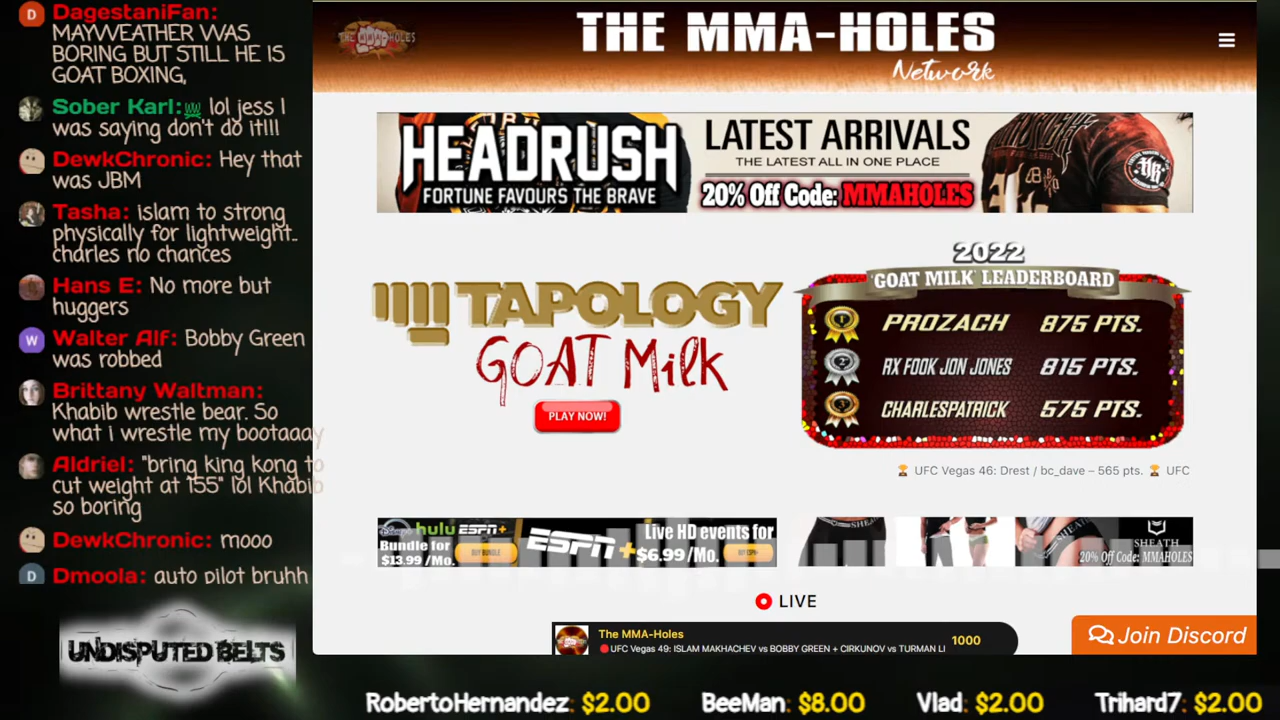 DagestaniFan:
MAYWEATHER WAS
BORING BUT STILL HE IS
GOAT BOXING,
Sober Karl: lol jess I
was saying don't do it!!!
DewkChronic: Hey that
was JBM
Tasha: islam to strong
physically for lightweight..
charles no chances
Hans E: No more but
huggers
Walter Alf: Bobby Green
was robbed
Brittany Waltman:
Khabib wrestle bear. So
what i wrestle my bootaaay
Aldriel: "bring king kong to
cut weight at 155" lol Khabib
so boring
DewkChronic: mooo
Dmoola: auto pilot bruhh
UNDISPUTED BELTS
THE MMA-HOLES
THE MMA-HOLES
Network
HEADRUSH
FORTUNE FAVOURS THE BRAVE
LATEST ARRIVALS
THE LATEST ALL IN ONE PLACE
20% Off Code: MMAHOLES
TAPOLOGY
GOAT Milk
PLAY NOW!
2022
'GOAT MILK' LEADERBOARD
1 PROZACH 875 PTS.
2 RX FOOK JON JONES 815 PTS.
3 CHARLESPATRICK 575 PTS.
UFC Vegas 46: Drest / bc_dave – 565 pts. UFC
Disney+ hulu ESPN+
Bundle for
$13.99 /Mo.
BUY BUNDLE
ESPN+
Live HD events for
$6.99/Mo.
SHEATH
20% Off Code: MMAHOLES
LIVE
The MMA-Holes
UFC Vegas 49: ISLAM MAKHACHEV vs BOBBY GREEN + CIRKUNOV vs TURMAN LI
1000
Join Discord
RobertoHernandez: $2.00 BeeMan: $8.00 Vlad: $2.00 Trihard7: $2.00